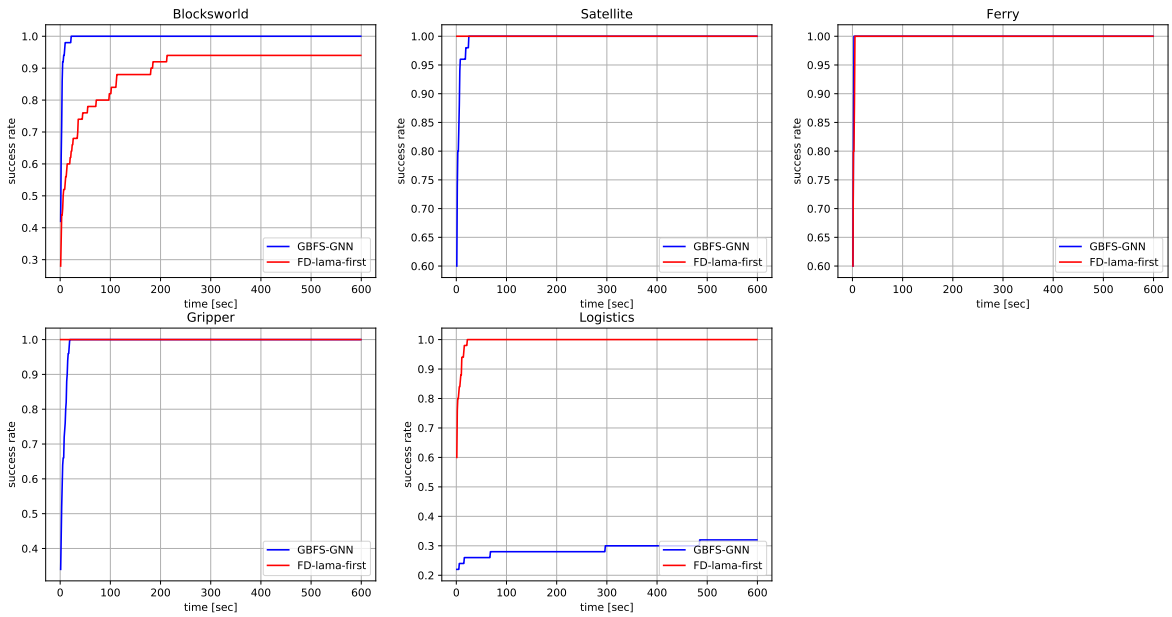 Blocksworld
success rate
1.0
0.9
0.8
0.7
0.6
0.5
0.4
0.3
0 100 200 300 400 500 600
time [sec]
GBFS-GNN
FD-lama-first
Satellite
success rate
1.00
0.95
0.90
0.85
0.80
0.75
0.70
0.65
0.60
0 100 200 300 400 500 600
time [sec]
GBFS-GNN
FD-lama-first
Ferry
success rate
1.00
0.95
0.90
0.85
0.80
0.75
0.70
0.65
0.60
0 100 200 300 400 500 600
time [sec]
GBFS-GNN
FD-lama-first
Gripper
success rate
1.0
0.9
0.8
0.7
0.6
0.5
0.4
0 100 200 300 400 500 600
time [sec]
GBFS-GNN
FD-lama-first
Logistics
success rate
1.0
0.9
0.8
0.7
0.6
0.5
0.4
0.3
0.2
0 100 200 300 400 500 600
time [sec]
GBFS-GNN
FD-lama-first